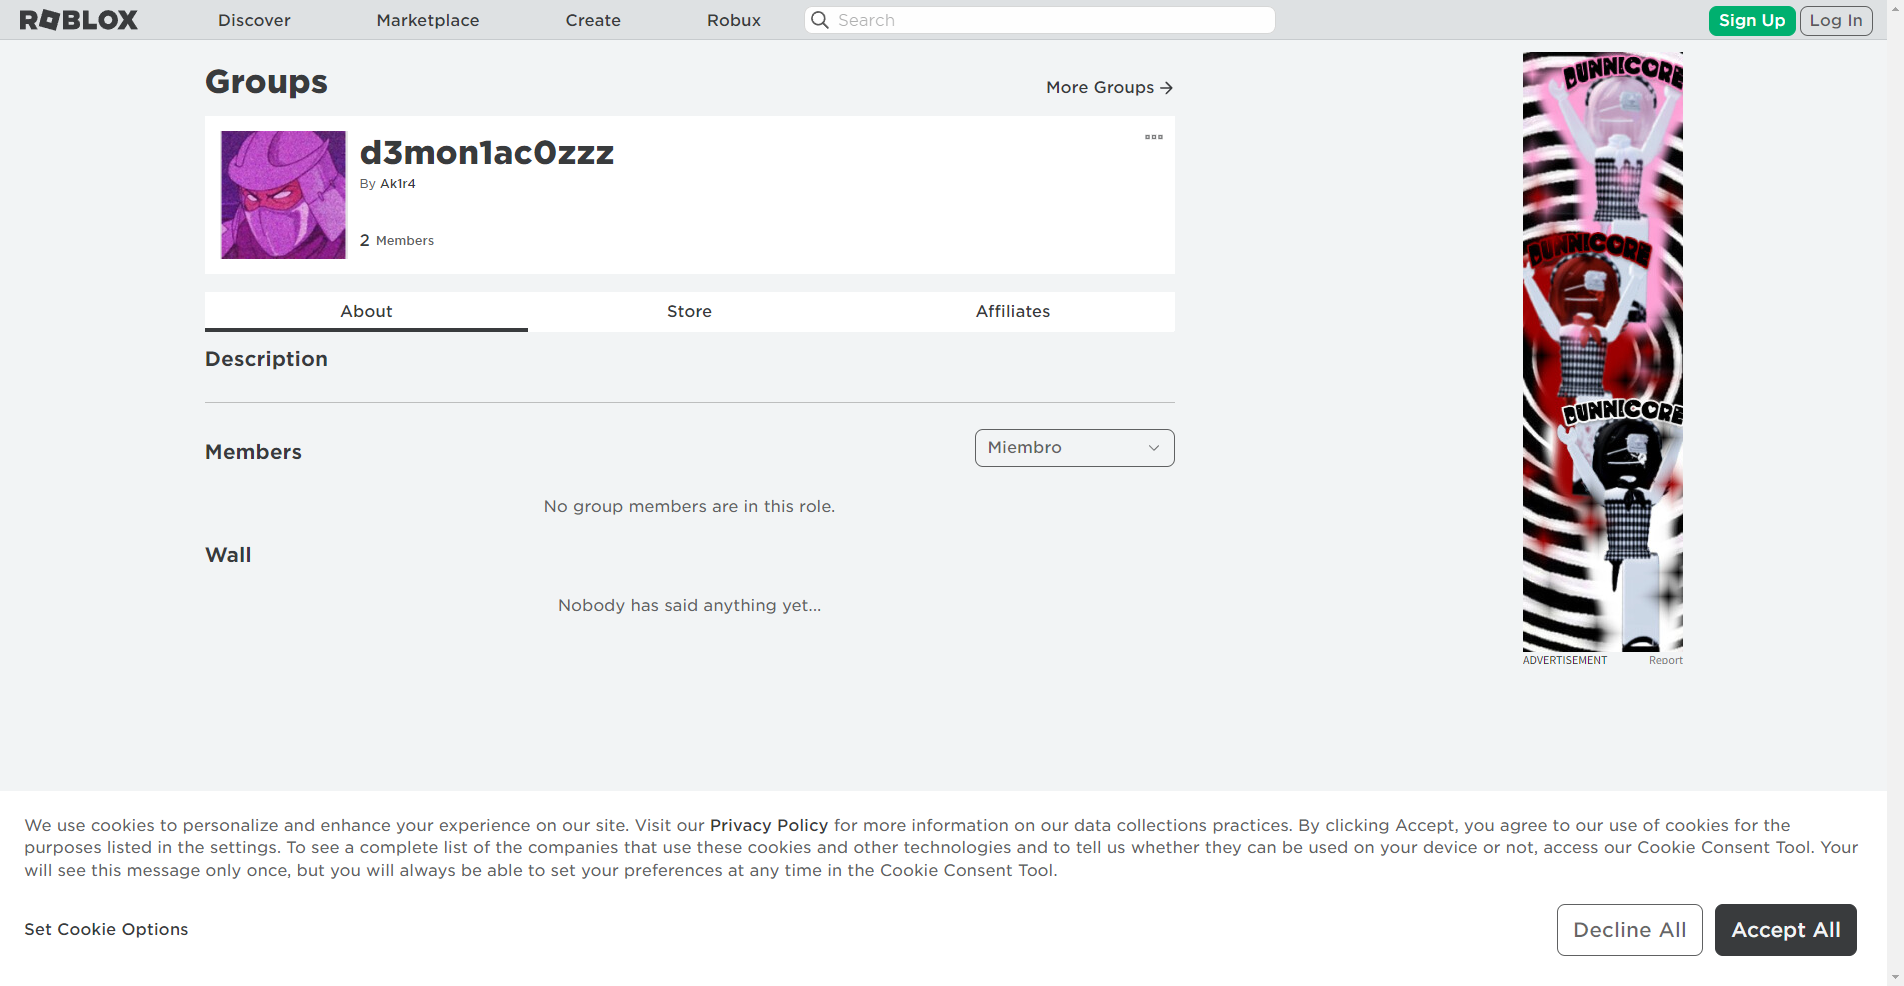 ROBLOX Discover Marketplace Create Robux Search Sign Up Log In
Groups
More Groups
d3mon1ac0zzz
By Ak1r4
2 Members
About Store Affiliates
Description
Members
Miembro
No group members are in this role.
Wall
Nobody has said anything yet...
BUNNICORE
BUNNICORE
BUNNICORE
ADVERTISEMENT Report
We use cookies to personalize and enhance your experience on our site. Visit our Privacy Policy for more information on our data collections practices. By clicking Accept, you agree to our use of cookies for the
purposes listed in the settings. To see a complete list of the companies that use these cookies and other technologies and to tell us whether they can be used on your device or not, access our Cookie Consent Tool. Your
will see this message only once, but you will always be able to set your preferences at any time in the Cookie Consent Tool.
Set Cookie Options
Decline All Accept All